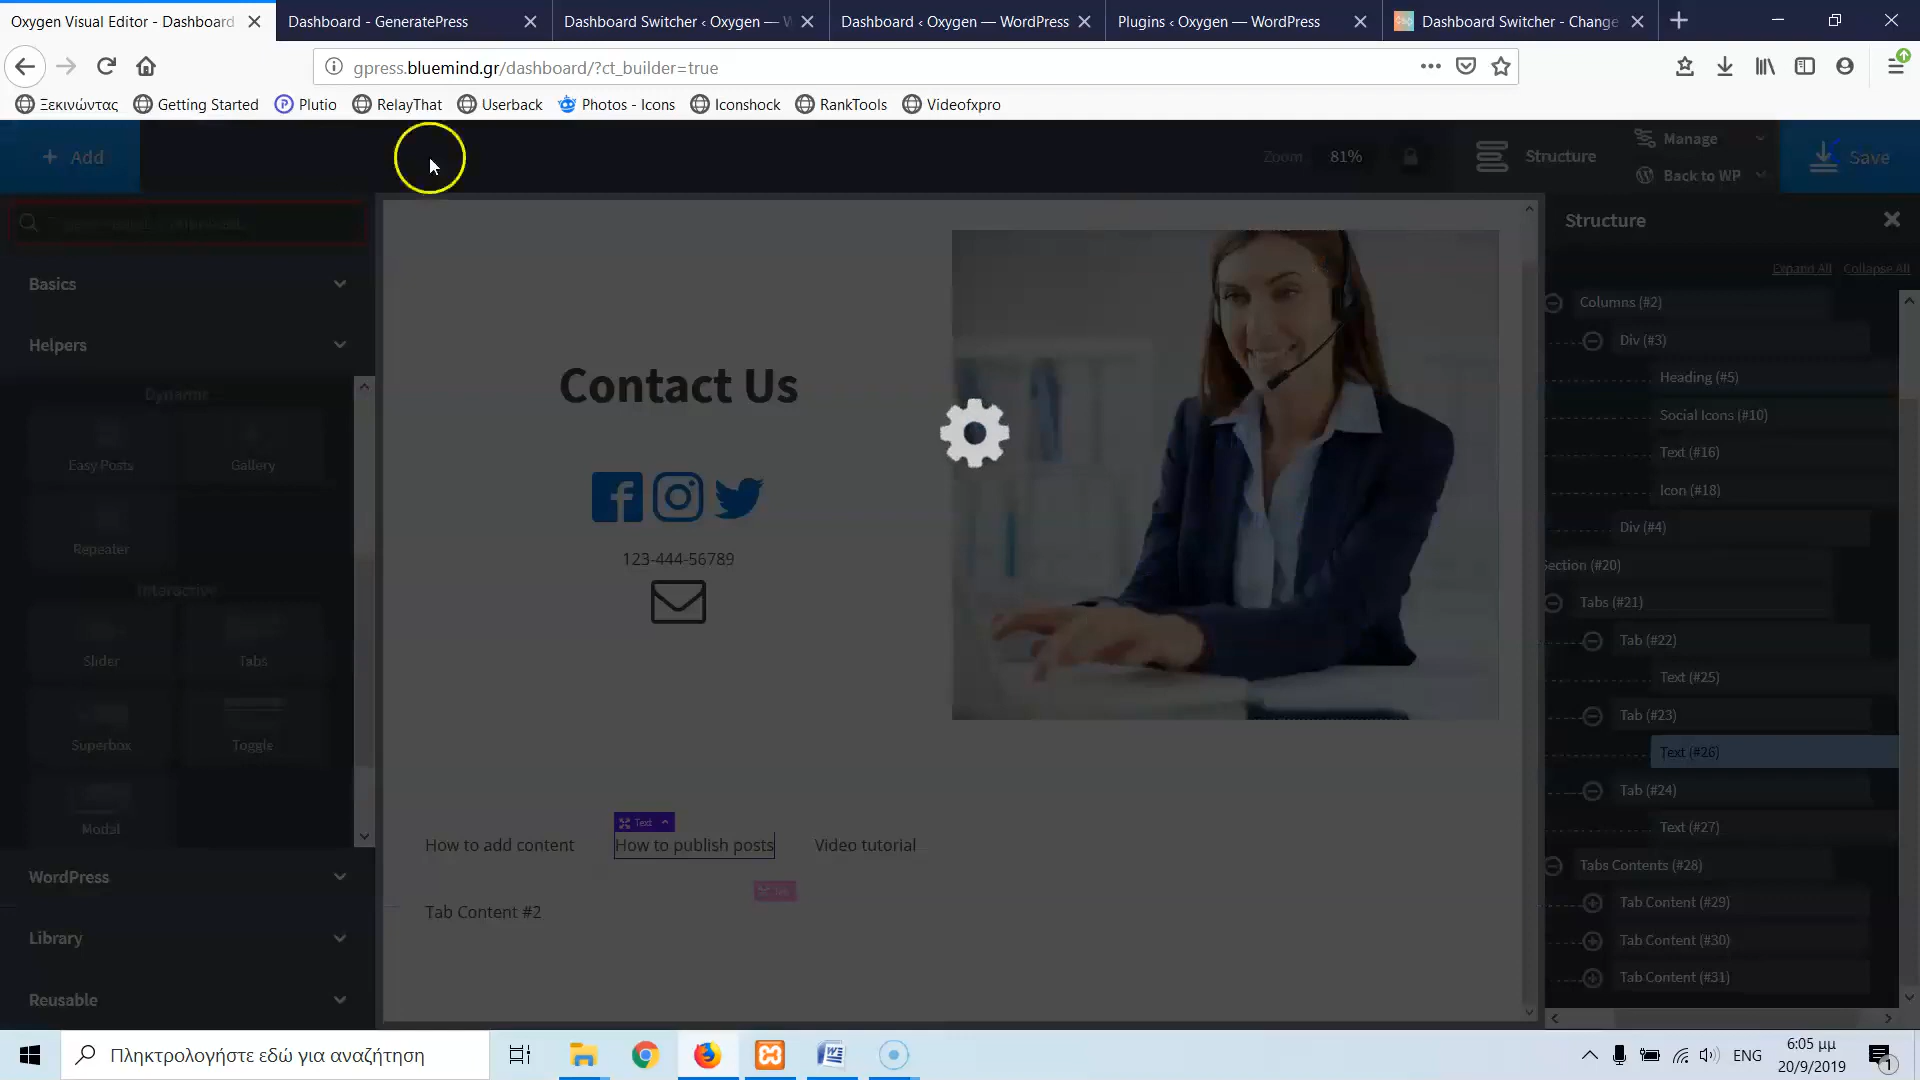 Oxygen Visual Editor - Dashboard
Dashboard - GeneratePress
Dashboard Switcher ‹ Oxygen — W
Dashboard ‹ Oxygen — WordPress
Plugins ‹ Oxygen — WordPress
Dashboard Switcher - Change
gpress.bluemind.gr/dashboard/?ct_builder=true
Ξεκινώντας
Getting Started
Plutio
RelayThat
Userback
Photos - Icons
Iconshock
RankTools
Videofxpro
+ Add
Zoom
81%
Structure
Manage
Back to WP
Save
Basics
Helpers
Dynamic
Easy Posts
Gallery
Repeater
Interactive
Slider
Tabs
Superbox
Toggle
Modal
WordPress
Library
Reusable
Contact Us
123-444-56789
Text
How to add content
How to publish posts
Video tutorial
Tab Content #2
Structure
Expand All
Collapse All
Columns (#2)
Div (#3)
Heading (#5)
Social Icons (#10)
Text (#16)
Icon (#18)
Div (#4)
Section (#20)
Tabs (#21)
Tab (#22)
Text (#25)
Tab (#23)
Text (#26)
Tab (#24)
Text (#27)
Tabs Contents (#28)
Tab Content (#29)
Tab Content (#30)
Tab Content (#31)
Πληκτρολογήστε εδώ για αναζήτηση
ENG
6:05 μμ
20/9/2019
1